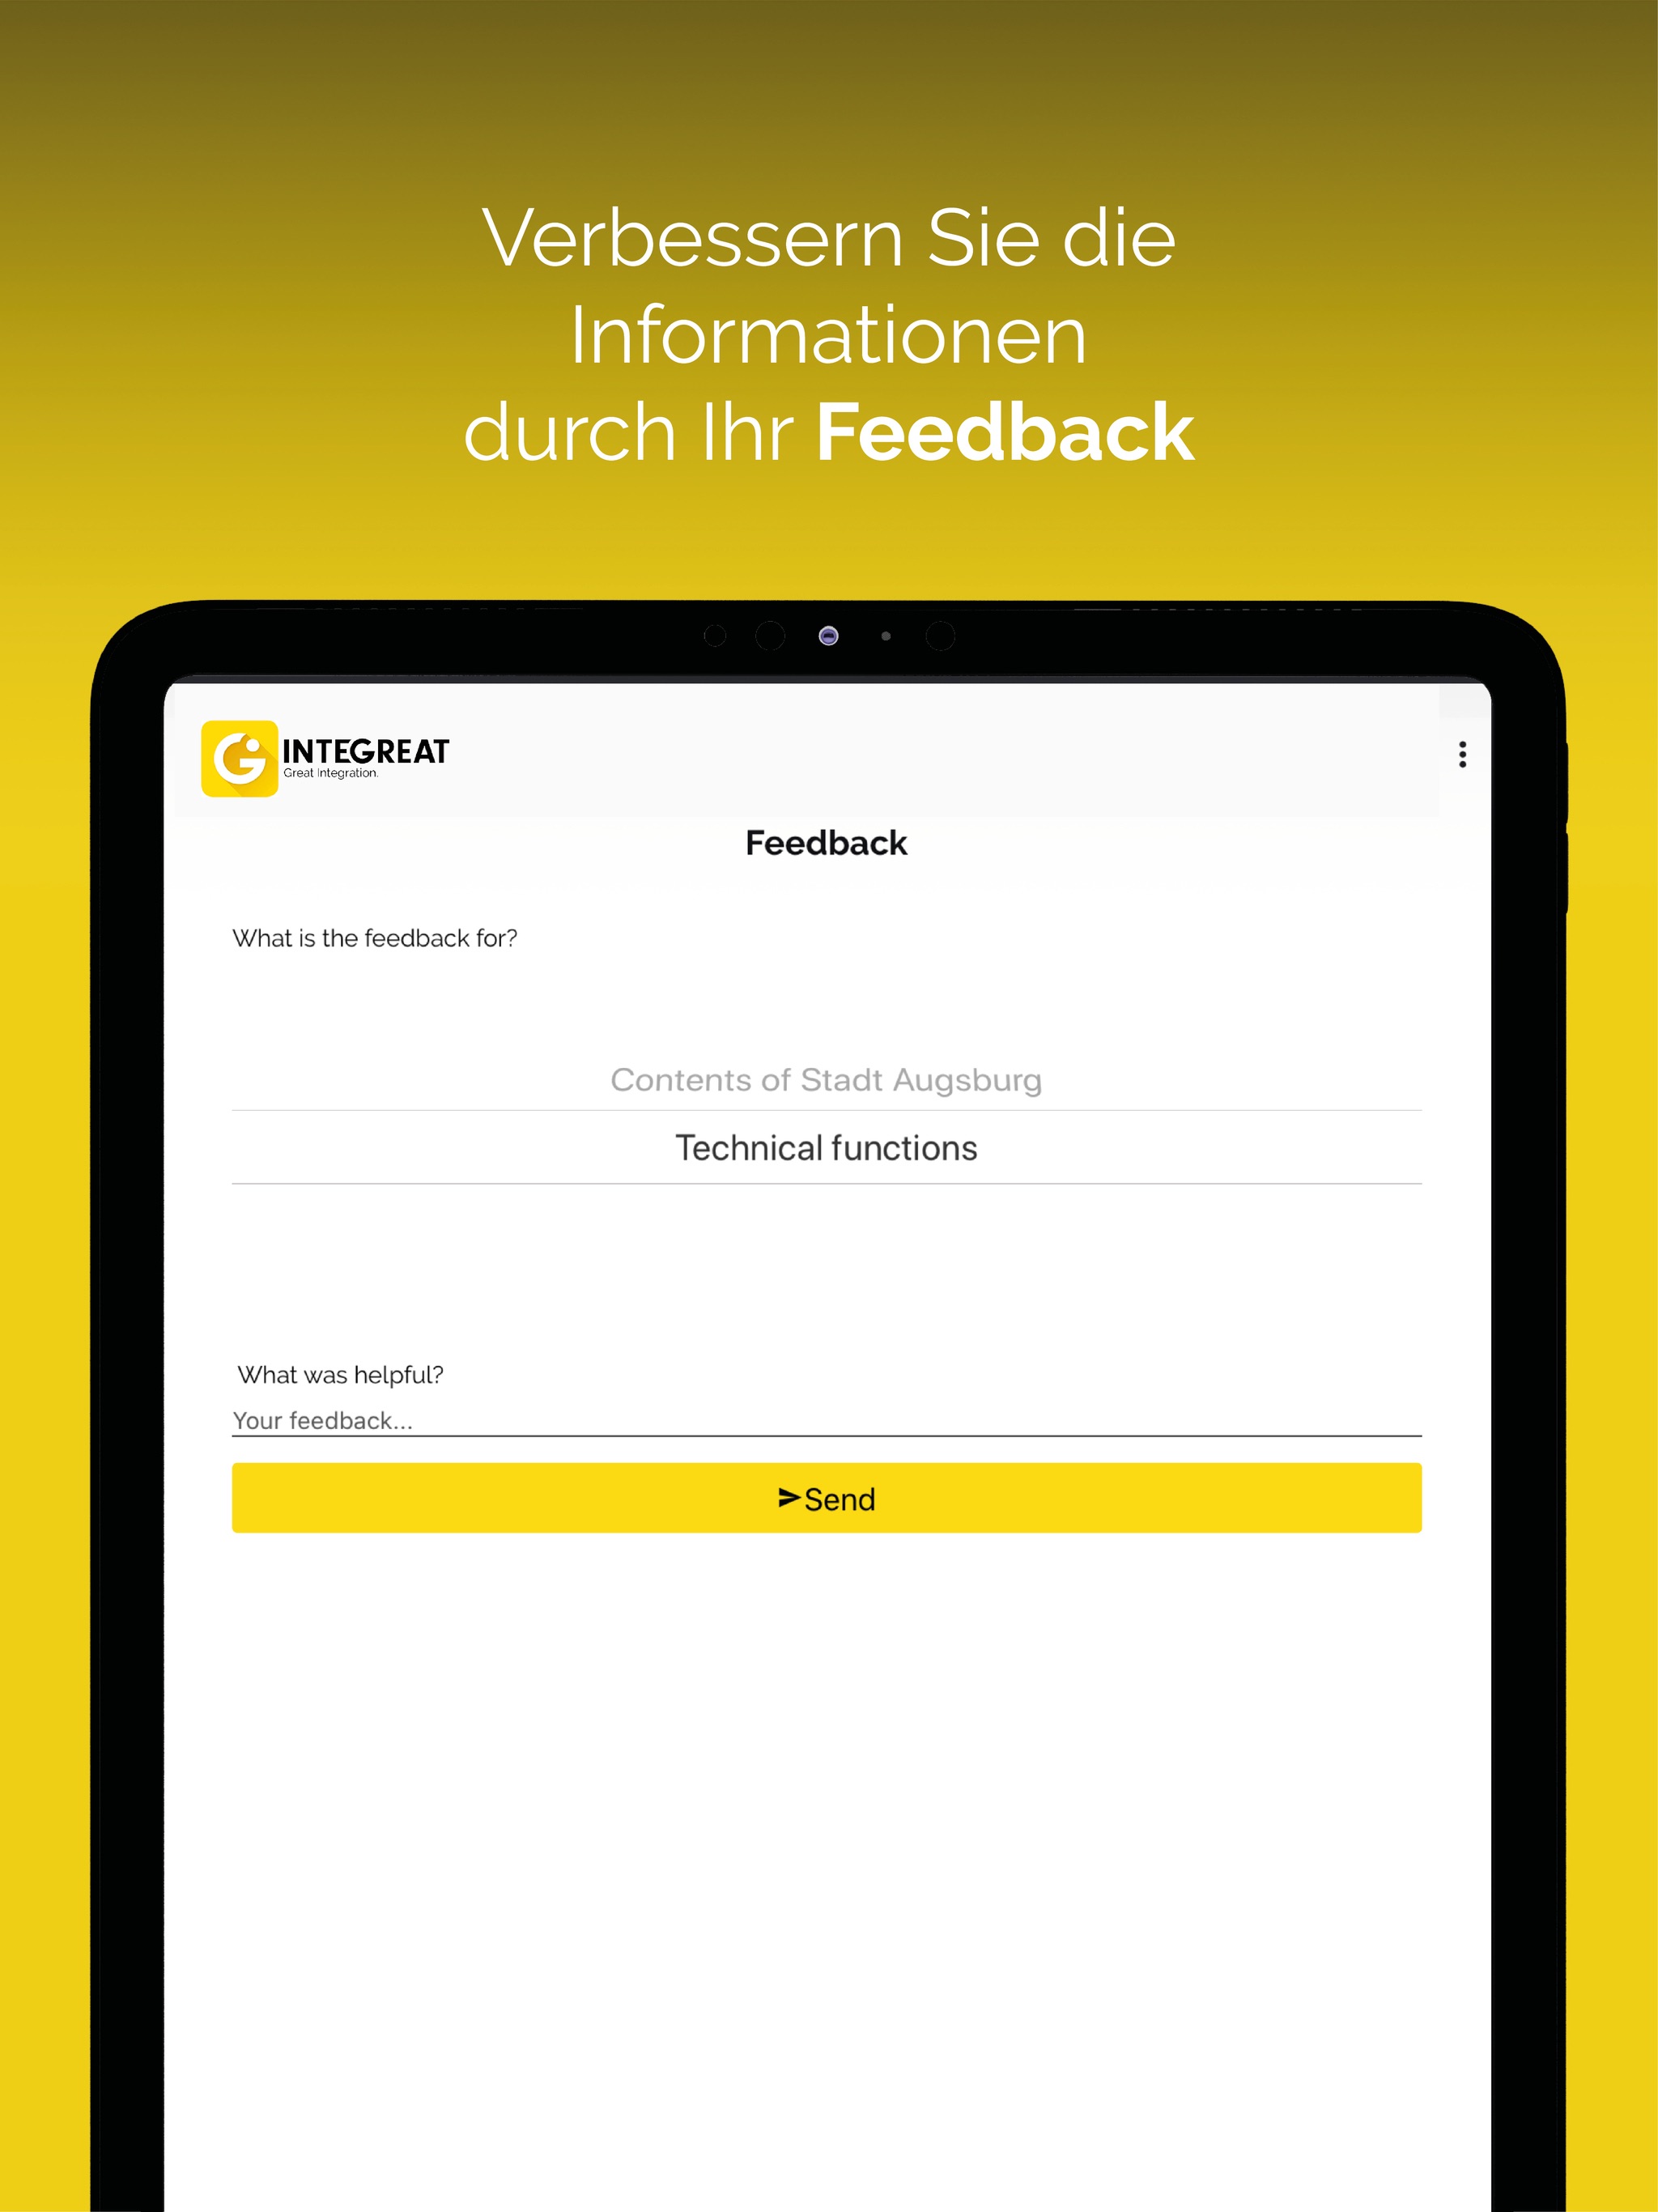 Verbessern Sie die
Informationen
durch Ihr Feedback
INTEGREAT
Great Integration.
Feedback
What is the feedback for?
Contents of Stadt Augsburg
Technical functions
What was helpful?
Your feedback...
Send